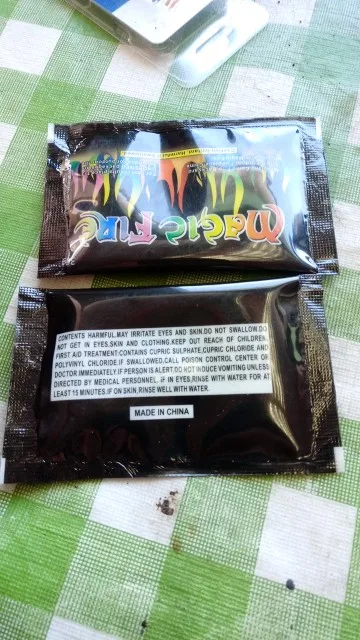 Magic Fire
CONTENTS HARMFUL.MAY IRRITATE EYES AND SKIN.DO NOT SWALLOW.DO
NOT GET IN EYES,SKIN AND CLOTHING.KEEP OUT REACH OF CHILDREN
FIRST AID TREATMENT:CONTAINS CUPRIC SULPHATE,CUPRIC CHLORIDE AND
POLYVINYL CHLORIDE.IF SWALLOWED,CALL POISON CONTROL CENTER OR
DOCTOR IMMEDIATELY.IF PERSON IS ALERT.DO NOT INDUCE VOMITING UNLESS
DIRECTED BY MEDICAL PERSONNEL. IF IN EYES,RINSE WITH WATER FOR AT
LEAST 15 MINUTES.IF ON SKIN,RINSE WELL WITH WATER.
MADE IN CHINA